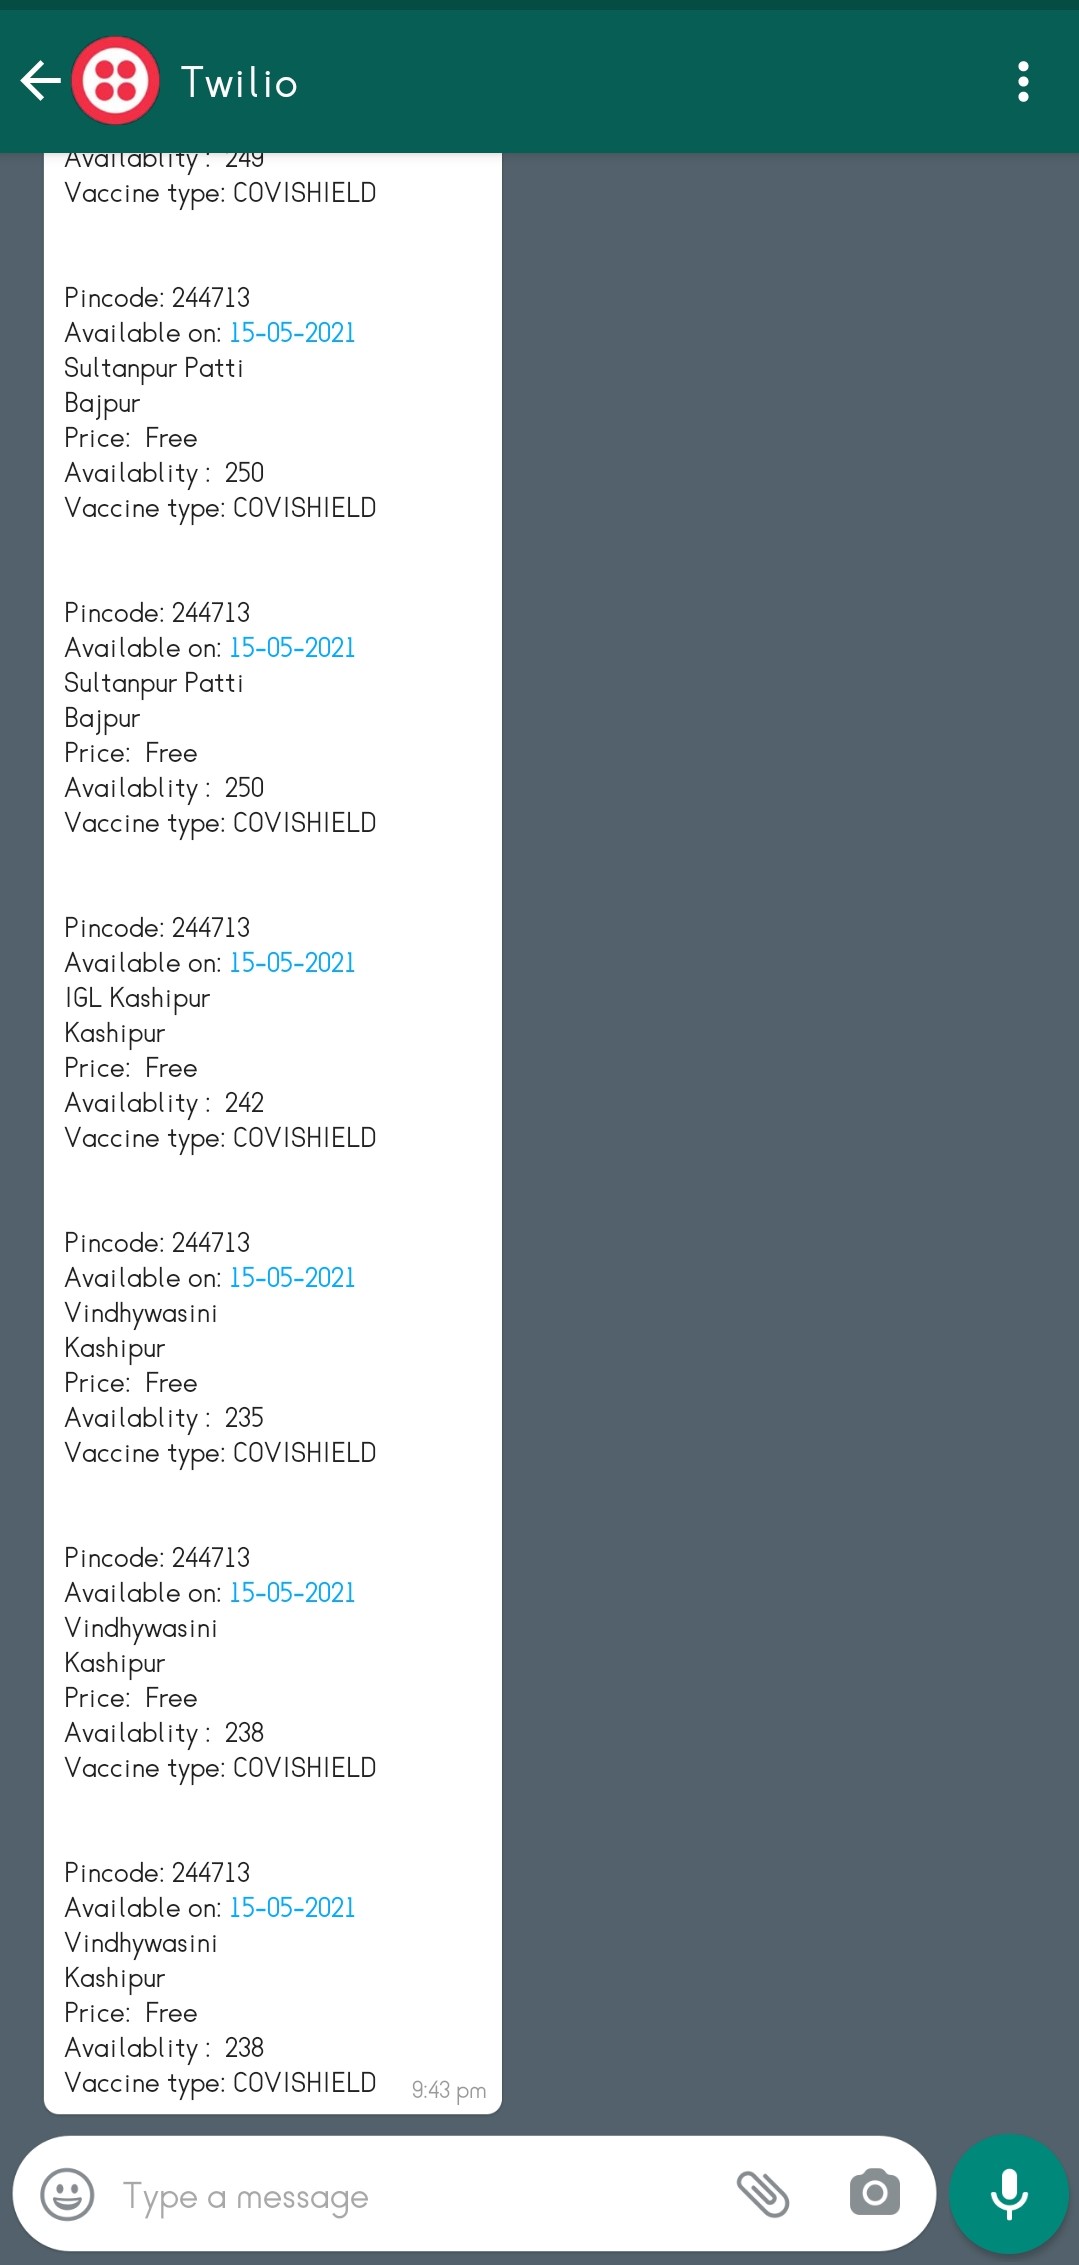 Twilio
Availablity :  249
Vaccine type: COVISHIELD
Pincode: 244713
Available on: 15-05-2021
Sultanpur Patti
Bajpur
Price:  Free
Availablity :  250
Vaccine type: COVISHIELD
Pincode: 244713
Available on: 15-05-2021
Sultanpur Patti
Bajpur
Price:  Free
Availablity :  250
Vaccine type: COVISHIELD
Pincode: 244713
Available on: 15-05-2021
IGL Kashipur
Kashipur
Price:  Free
Availablity :  242
Vaccine type: COVISHIELD
Pincode: 244713
Available on: 15-05-2021
Vindhywasini
Kashipur
Price:  Free
Availablity :  235
Vaccine type: COVISHIELD
Pincode: 244713
Available on: 15-05-2021
Vindhywasini
Kashipur
Price:  Free
Availablity :  238
Vaccine type: COVISHIELD
Pincode: 244713
Available on: 15-05-2021
Vindhywasini
Kashipur
Price:  Free
Availablity :  238
Vaccine type: COVISHIELD
9:43 pm
Type a message